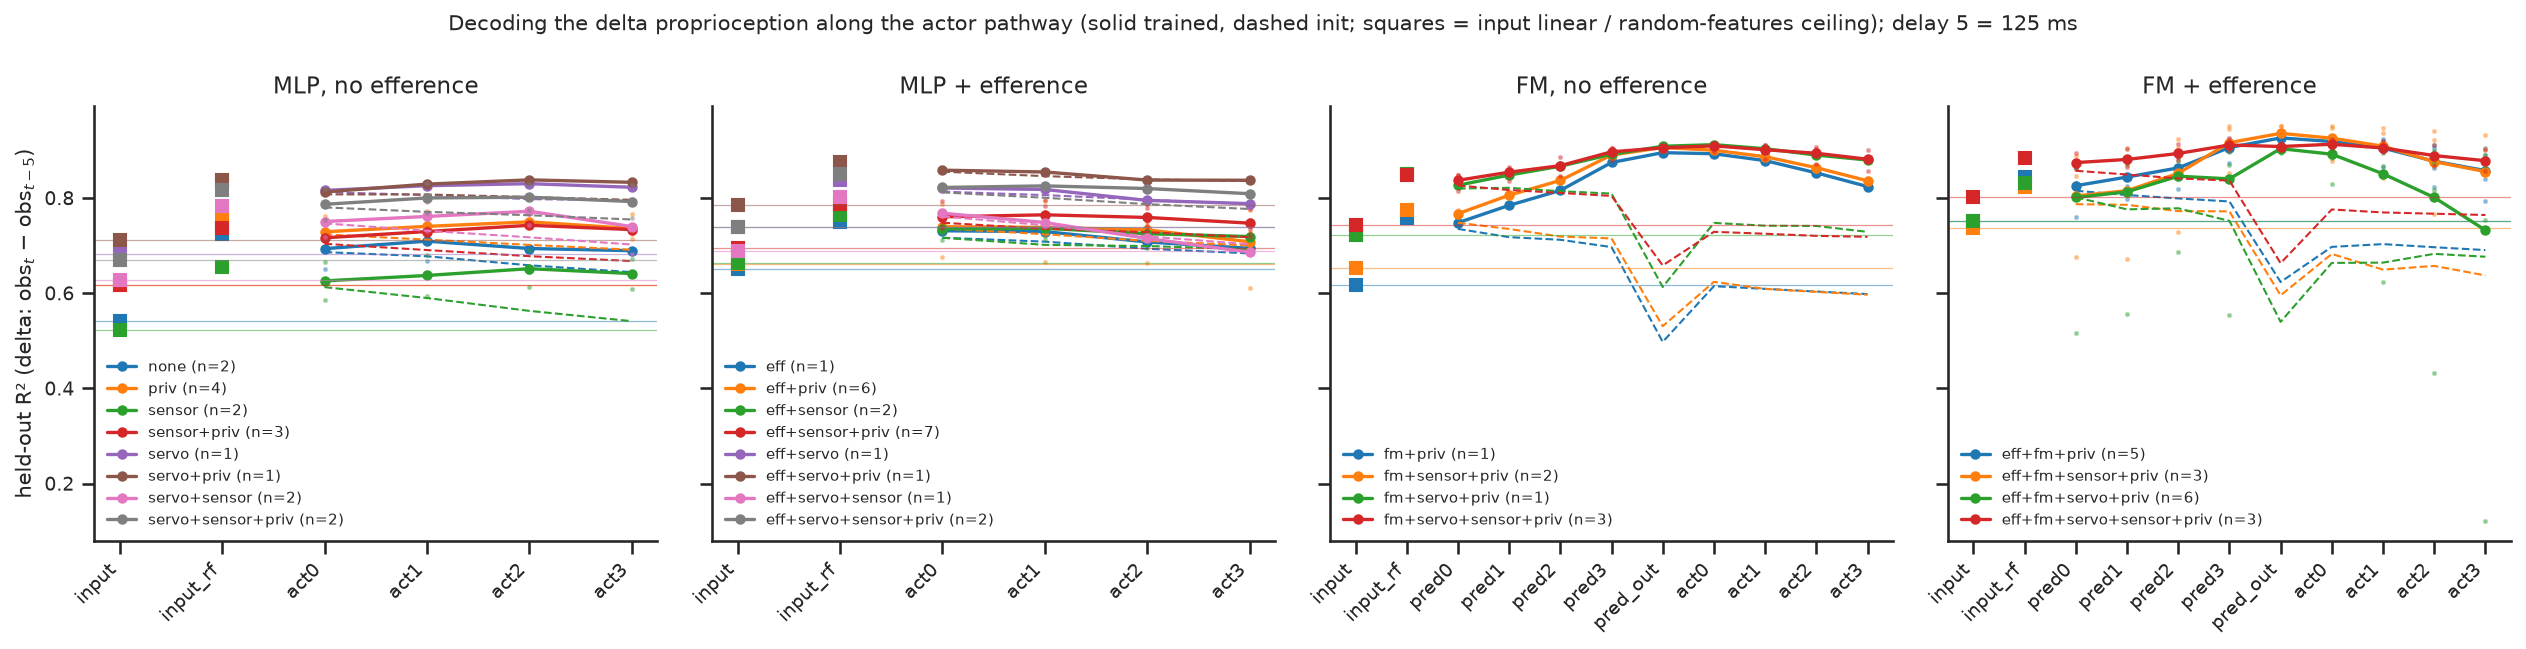 Decoding the delta proprioception along the actor pathway (solid trained, dashed init; squares = input linear / random-features ceiling); delay 5 = 125 ms
MLP, no efference
MLP + efference
FM, no efference
FM + efference
held-out R² (delta: obsₜ − obsₜ₋₅)
0.8
0.6
0.4
0.2
none (n=2)
priv (n=4)
sensor (n=2)
sensor+priv (n=3)
servo (n=1)
servo+priv (n=1)
servo+sensor (n=2)
servo+sensor+priv (n=2)
input
input_rf
act0
act1
act2
act3
eff (n=1)
eff+priv (n=6)
eff+sensor (n=2)
eff+sensor+priv (n=7)
eff+servo (n=1)
eff+servo+priv (n=1)
eff+servo+sensor (n=1)
eff+servo+sensor+priv (n=2)
input
input_rf
act0
act1
act2
act3
fm+priv (n=1)
fm+sensor+priv (n=2)
fm+servo+priv (n=1)
fm+servo+sensor+priv (n=3)
input
input_rf
pred0
pred1
pred2
pred3
pred_out
act0
act1
act2
act3
eff+fm+priv (n=5)
eff+fm+sensor+priv (n=3)
eff+fm+servo+priv (n=6)
eff+fm+servo+sensor+priv (n=3)
input
input_rf
pred0
pred1
pred2
pred3
pred_out
act0
act1
act2
act3